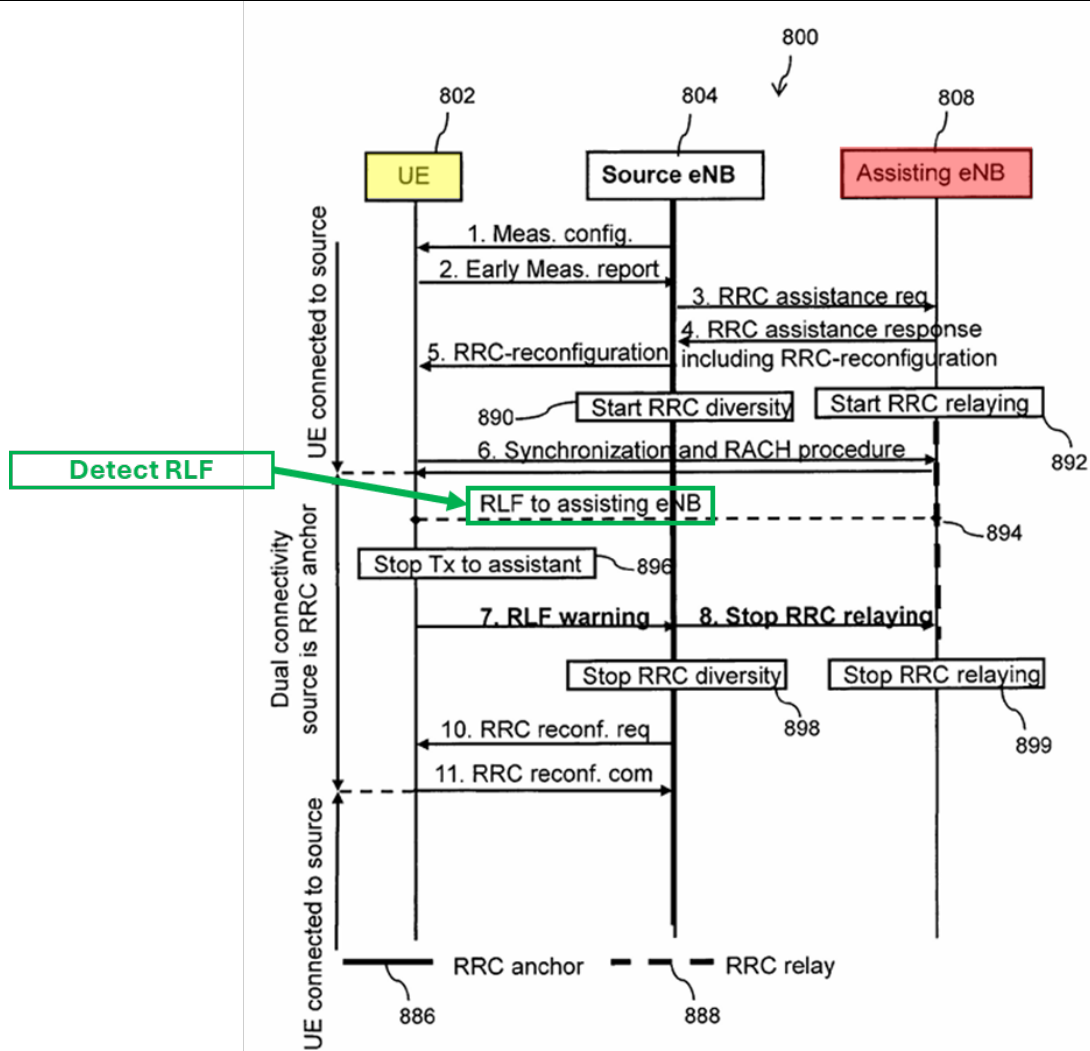 800
802
804
808
UE
Source eNB
Assisting eNB
1. Meas. config.
2. Early Meas. report
3. RRC assistance req
4. RRC assistance response
including RRC-reconfiguration
5. RRC-reconfiguration
890
Start RRC diversity
Start RRC relaying
892
6. Synchronization and RACH procedure
UE connected to source
Detect RLF
RLF to assisting eNB
894
Stop Tx to assistant
896
7. RLF warning
8. Stop RRC relaying
Dual connectivity
source is RRC anchor
Stop RRC diversity
898
Stop RRC relaying
899
10. RRC reconf. req
11. RRC reconf. com
UE connected to source
RRC anchor
886
RRC relay
888